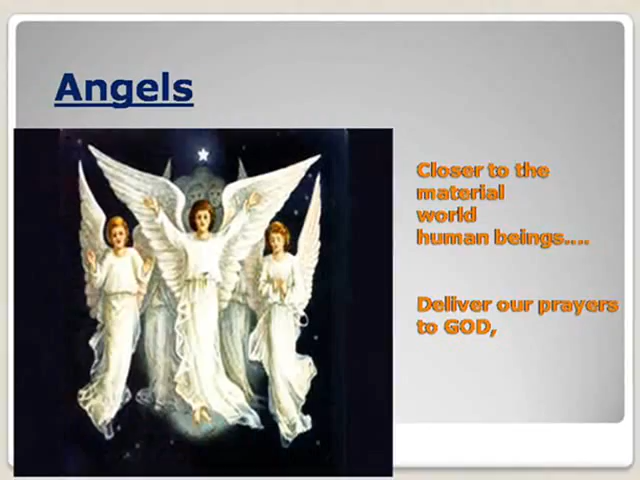 Angels
Closer to the
material
world
human beings....
Deliver our prayers
to GOD,